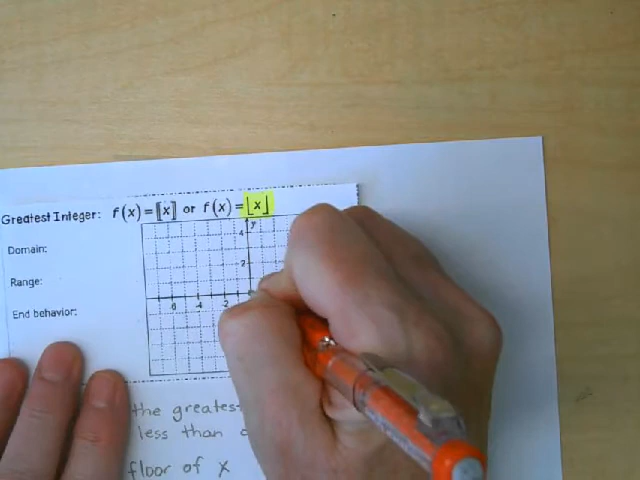 Greatest Integer: f(x)=⟦x⟧ or f(x)=⌊x⌋
Domain:
Range:
End behavior:
y
4
2
-6 -4 -2
the greatest
less than
floor of x